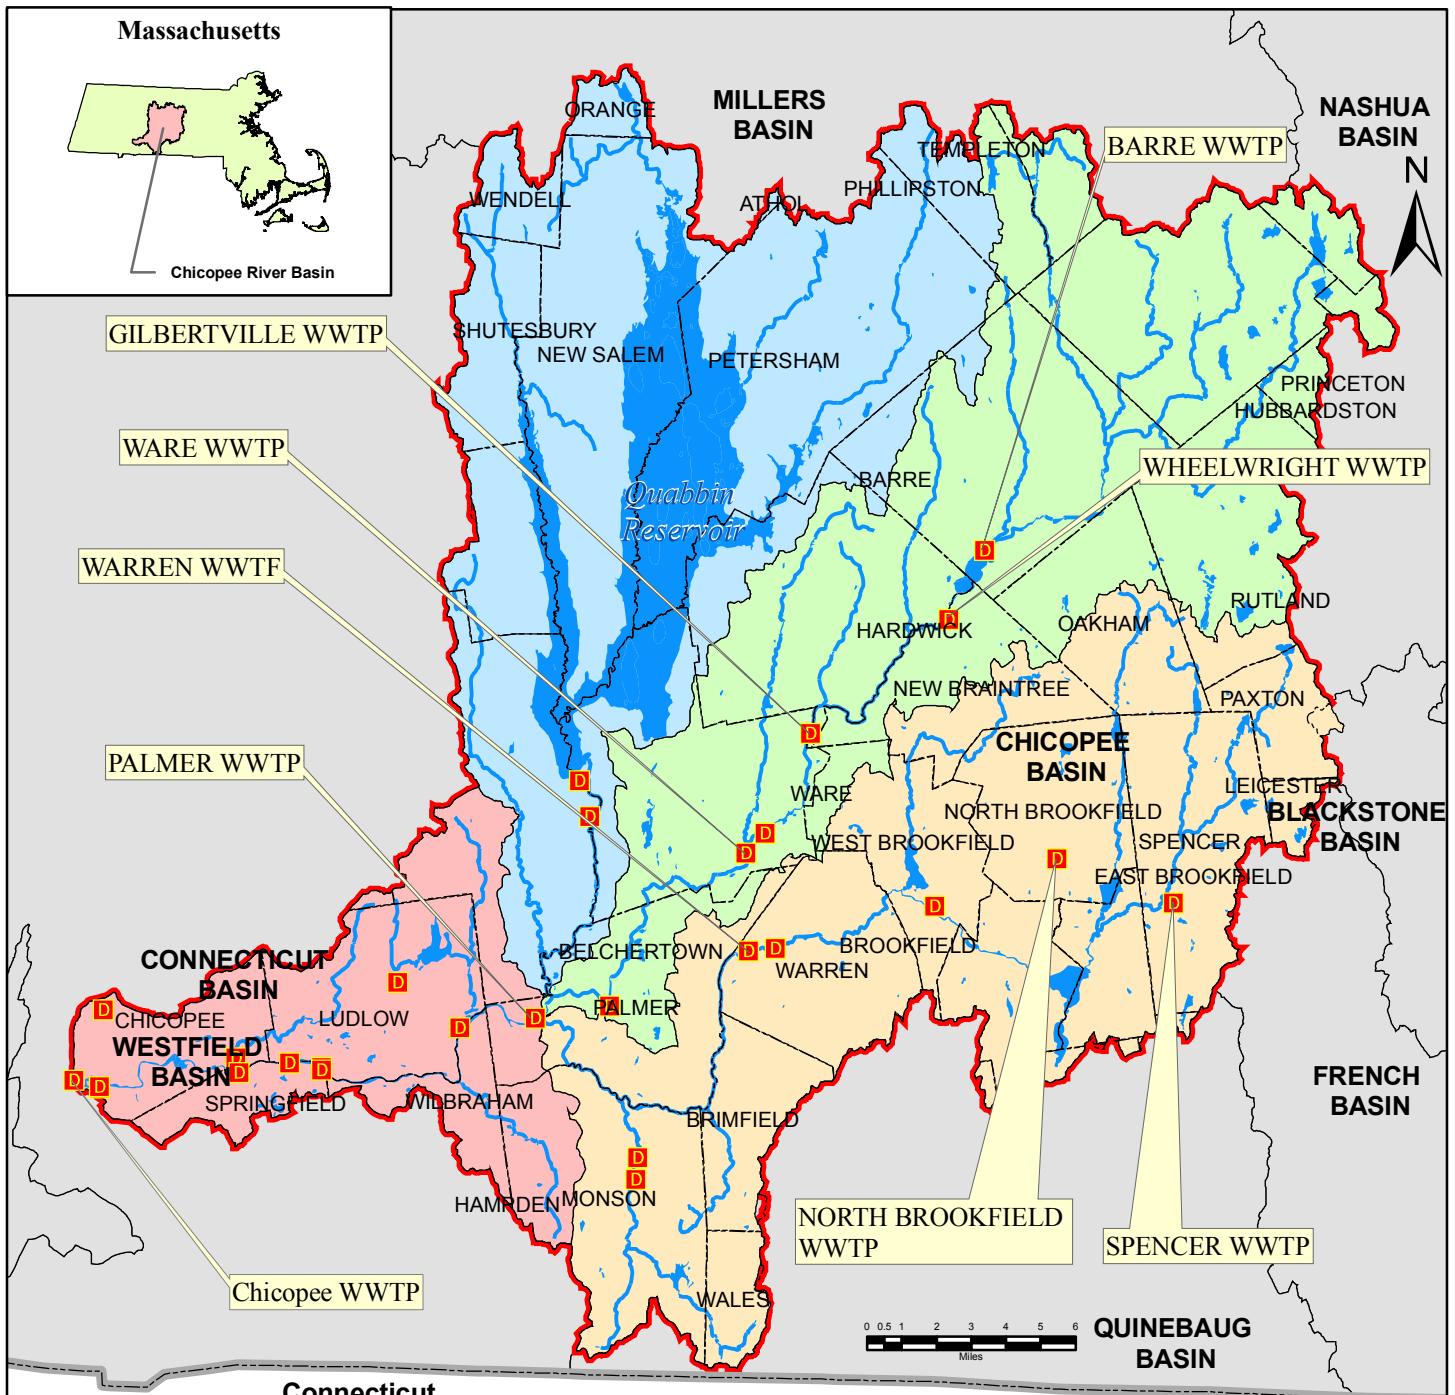 Massachusetts
Chicopee River Basin
MILLERS
BASIN
NASHUA
BASIN
N
BARRE WWTP
ORANGE
TEMPLETON
PHILLIPSTON
WENDELL
ATHOL
GILBERTVILLE WWTP
SHUTESBURY
NEW SALEM
PETERSHAM
PRINCETON
HUBBARDSTON
WARE WWTP
WHEELWRIGHT WWTP
BARRE
Quabbin
Reservoir
D
WARREN WWTF
D
RUTLAND
HARDWICK
OAKHAM
NEW BRAINTREE
PAXTON
D
CHICOPEE
BASIN
PALMER WWTP
D
D
WARE
LEICESTER
NORTH BROOKFIELD
BLACKSTONE
BASIN
D
D
WEST BROOKFIELD
SPENCER
D
EAST BROOKFIELD
D
D
BELCHERTOWN
D
D
WARREN
BROOKFIELD
CONNECTICUT
BASIN
D
D
PALMER
D
CHICOPEE
LUDLOW
D
D
WESTFIELD
BASIN
D
D
D
D
D
D
D
SPRINGFIELD
WILBRAHAM
FRENCH
BASIN
BRIMFIELD
D
D
HAMPDEN
MONSON
NORTH BROOKFIELD
WWTP
SPENCER WWTP
Chicopee WWTP
WALES
0 0.5 1 2 3 4 5 6
Miles
QUINEBAUG
BASIN
Connecticut